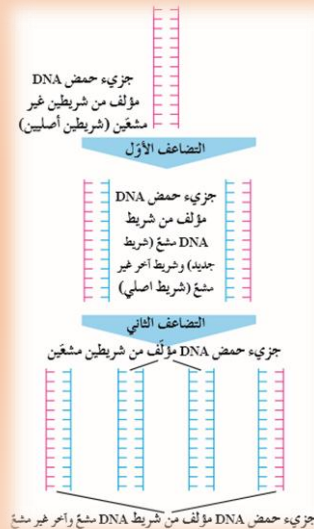 جزيء حمض DNA
مؤلف من شريطين غير
مشعّين (شريطين أصليين)
التضاعف الأوّل
جزيء حمض DNA
مؤلف من شريط
DNA مشعّ (شريط
جديد) وشريط آخر غير
مشعّ (شريط اصلي)
التضاعف الثاني
جزيء حمض DNA مؤلّف من شريطين مشعّين
جزيء حمض DNA مؤلف من شريط DNA مشعّ وآخر غير مشعّ